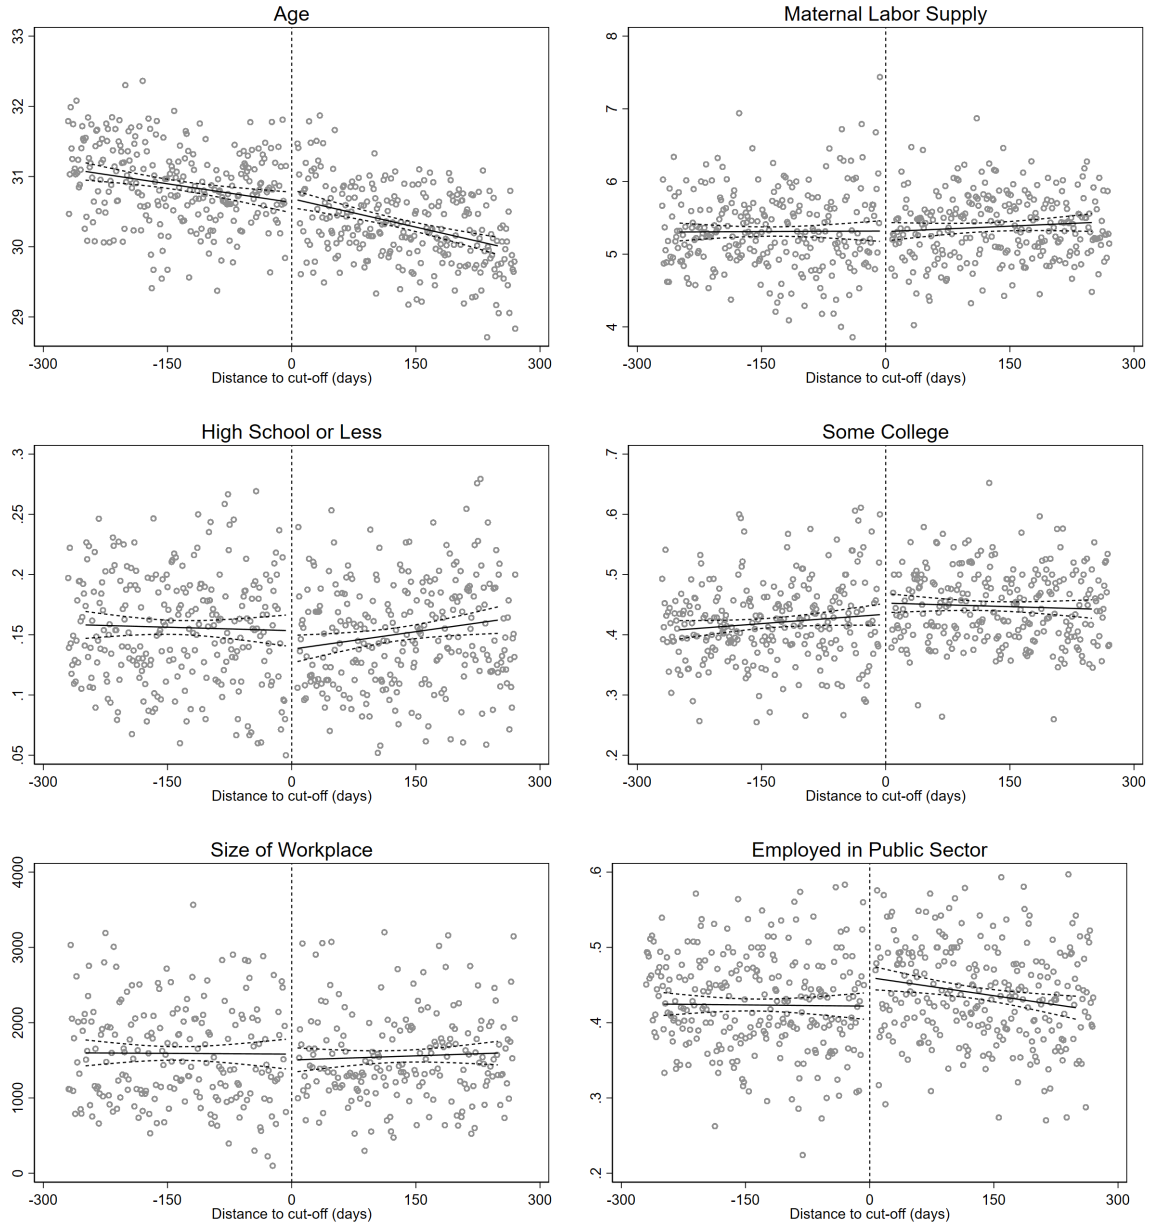 Age
33
32
31
30
29
-300 -150 0 150 300
Distance to cut-off (days)
Maternal Labor Supply
8
7
6
5
4
-300 -150 0 150 300
Distance to cut-off (days)
High School or Less
.3
.25
.2
.15
.1
.05
-300 -150 0 150 300
Distance to cut-off (days)
Some College
.7
.6
.5
.4
.3
.2
-300 -150 0 150 300
Distance to cut-off (days)
Size of Workplace
4000
3000
2000
1000
0
-300 -150 0 150 300
Distance to cut-off (days)
Employed in Public Sector
.6
.5
.4
.3
.2
-300 -150 0 150 300
Distance to cut-off (days)